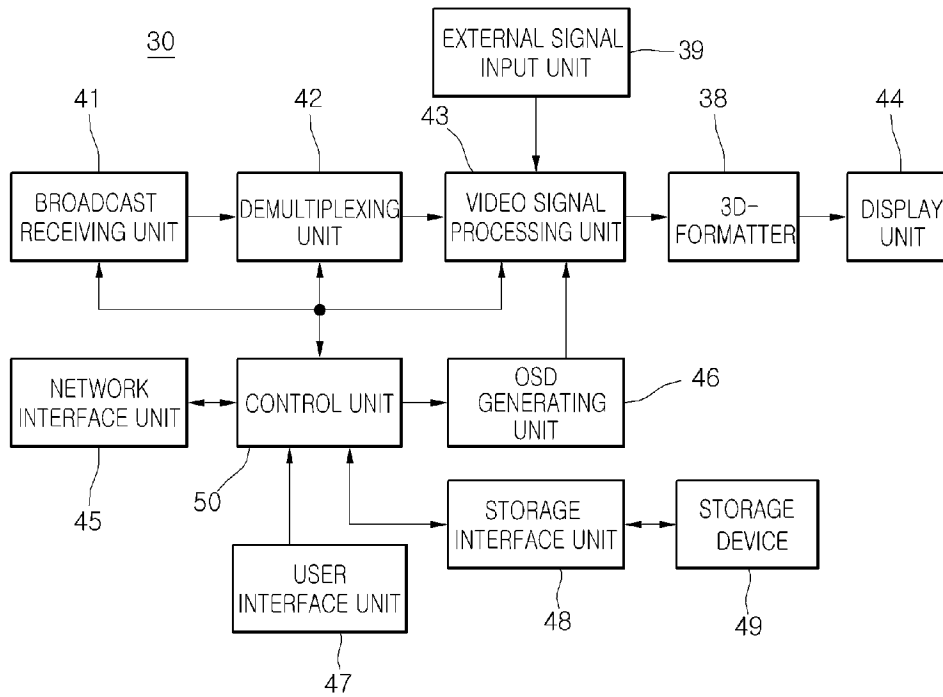 30
EXTERNAL SIGNAL
INPUT UNIT
39
41
42
43
38
44
BROADCAST
RECEIVING UNIT
DEMULTIPLEXING
UNIT
VIDEO SIGNAL
PROCESSING UNIT
3D-
FORMATTER
DISPLAY
UNIT
NETWORK
INTERFACE UNIT
CONTROL UNIT
OSD
GENERATING
UNIT
46
45
50
STORAGE
INTERFACE UNIT
STORAGE
DEVICE
USER
INTERFACE UNIT
48
49
47